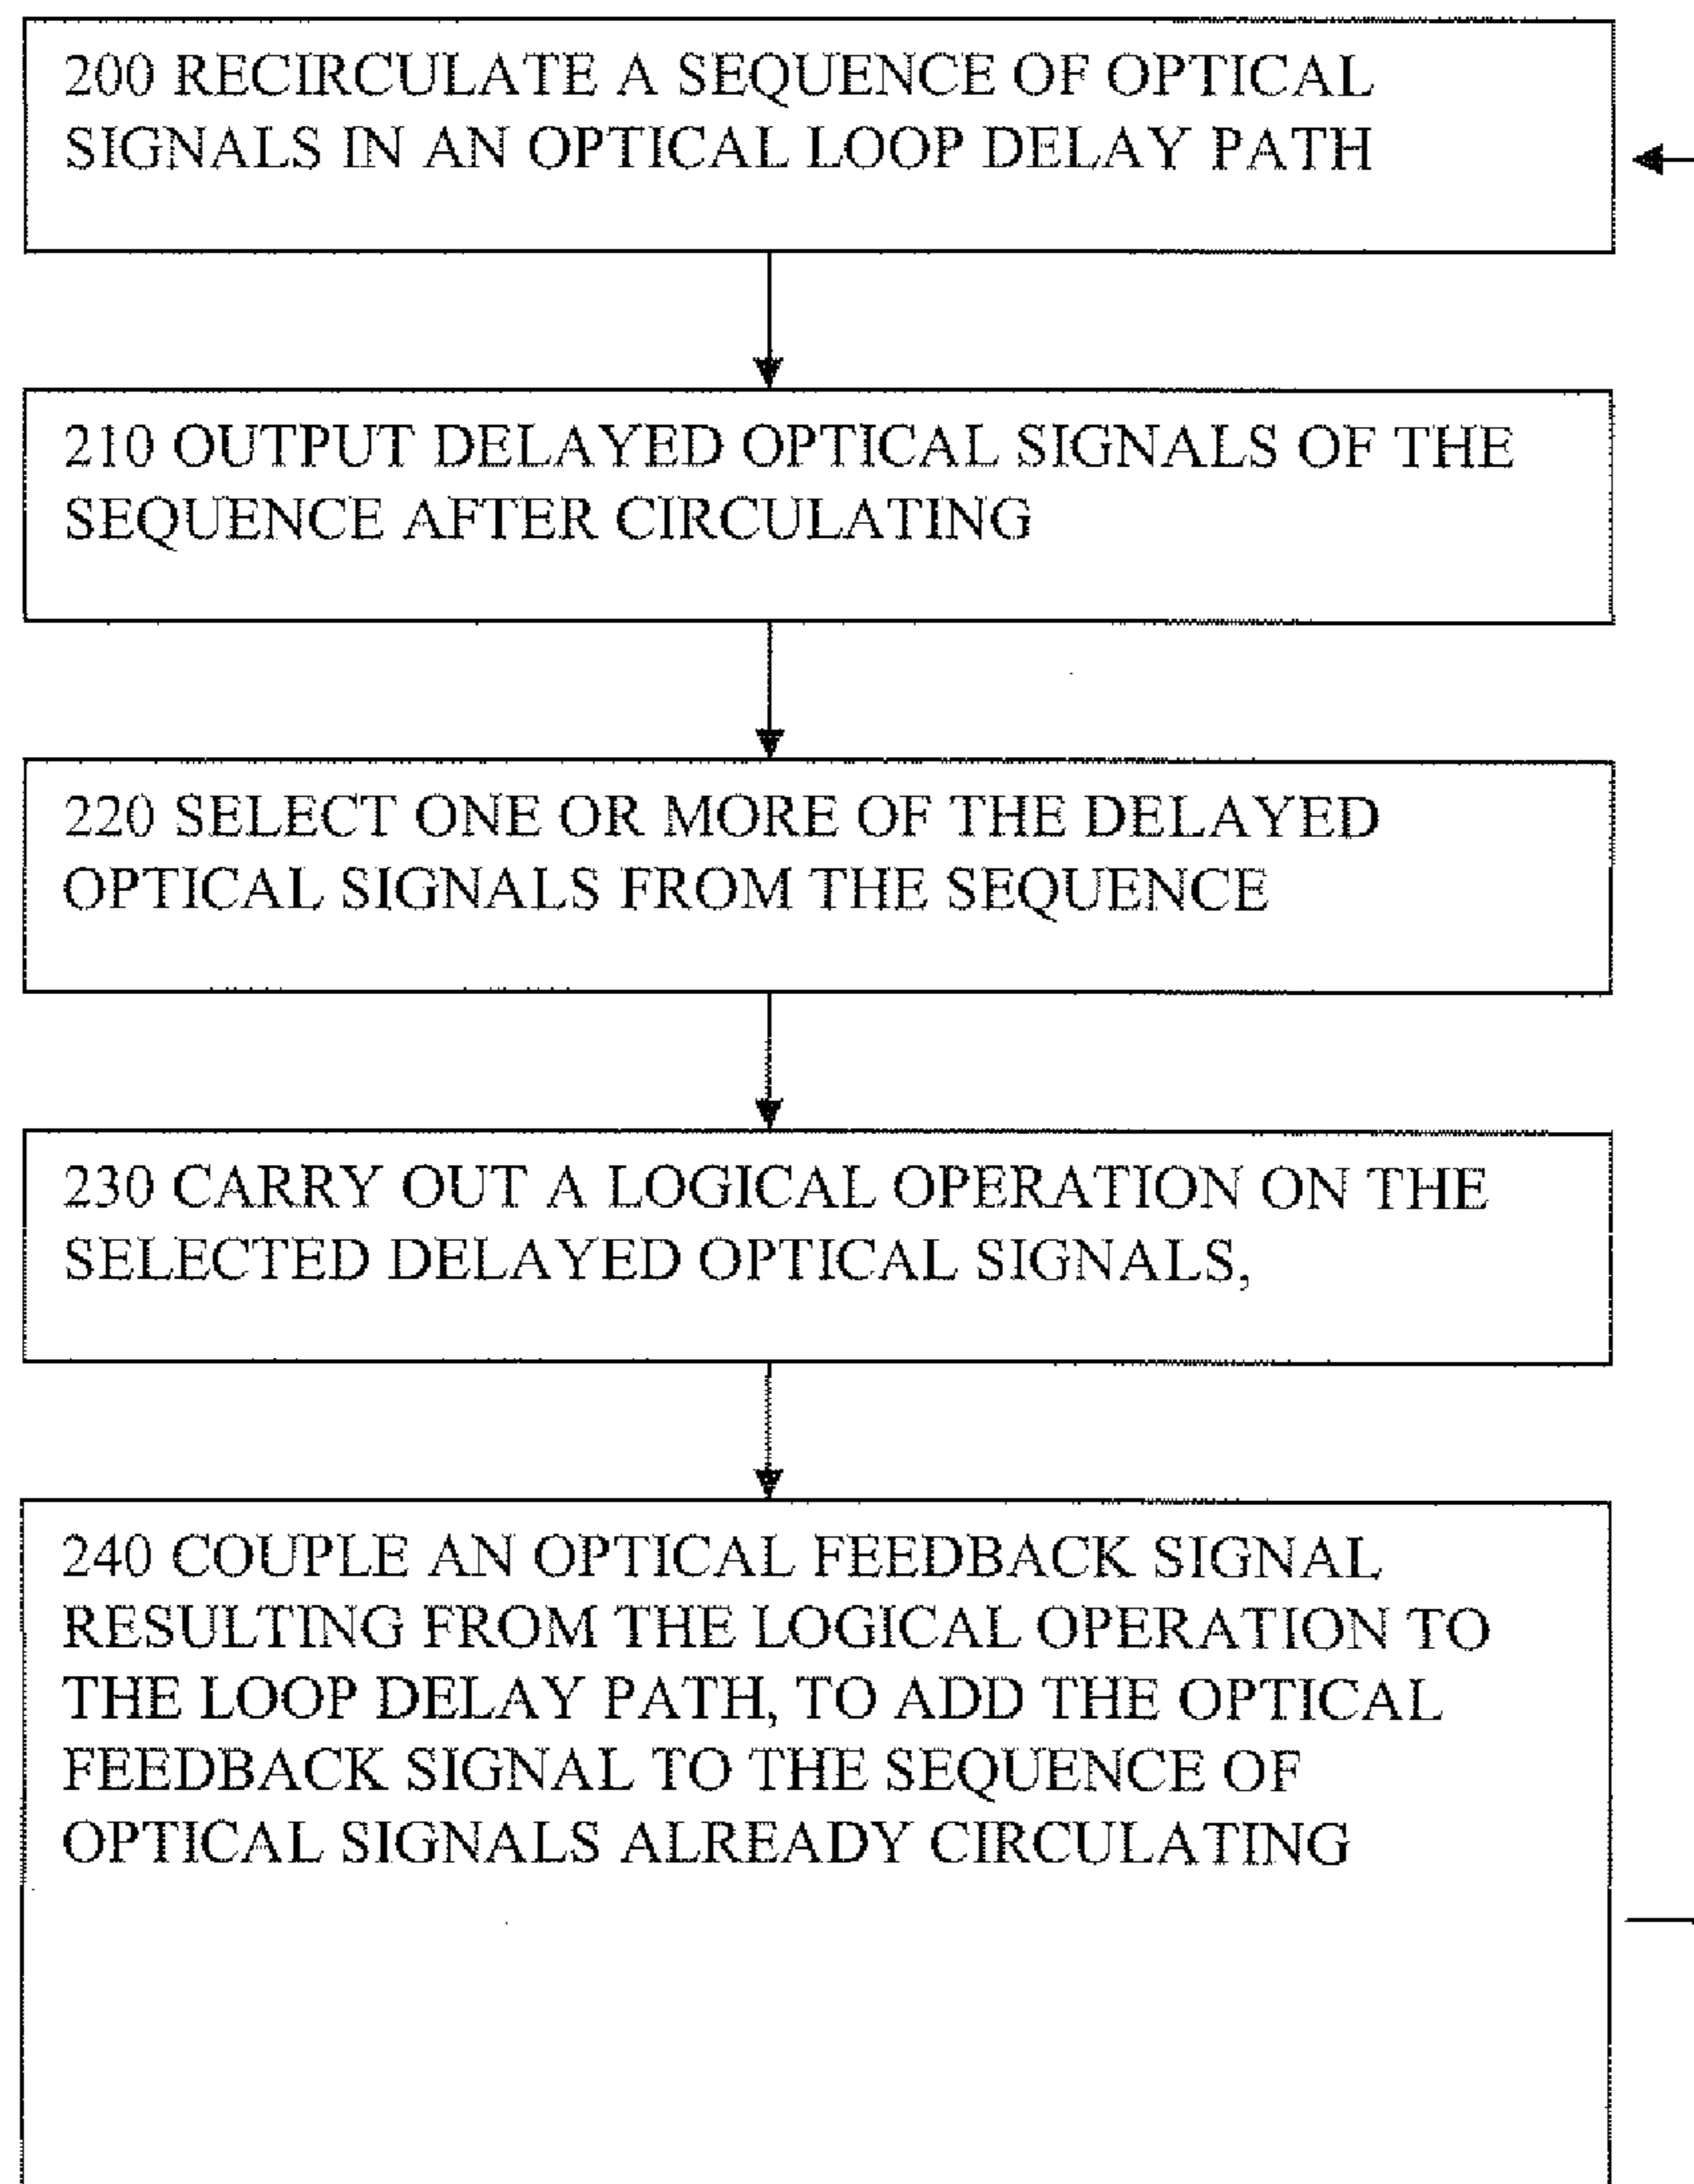 200 RECIRCULATE A SEQUENCE OF OPTICAL
SIGNALS IN AN OPTICAL LOOP DELAY PATH
210 OUTPUT DELAYED OPTICAL SIGNALS OF THE
SEQUENCE AFTER CIRCULATING
220 SELECT ONE OR MORE OF THE DELAYED
OPTICAL SIGNALS FROM THE SEQUENCE
230 CARRY OUT A LOGICAL OPERATION ON THE
SELECTED DELAYED OPTICAL SIGNALS,
240 COUPLE AN OPTICAL FEEDBACK SIGNAL
RESULTING FROM THE LOGICAL OPERATION TO
THE LOOP DELAY PATH, TO ADD THE OPTICAL
FEEDBACK SIGNAL TO THE SEQUENCE OF
OPTICAL SIGNALS ALREADY CIRCULATING